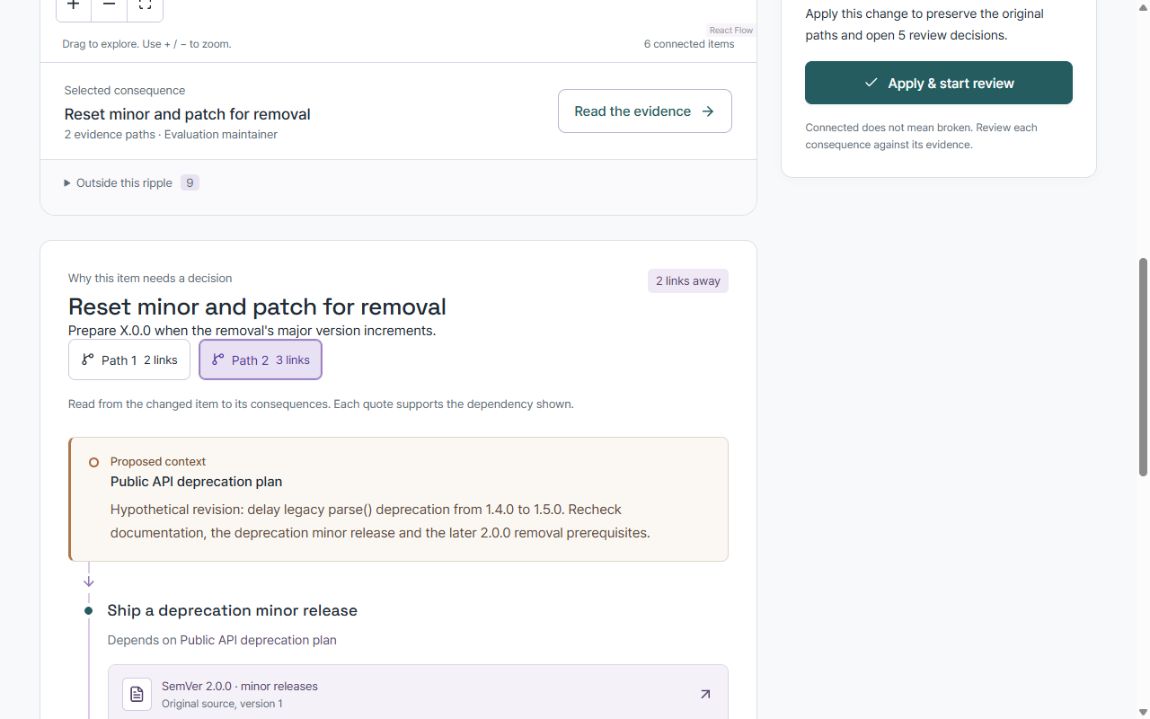 Drag to explore. Use + / − to zoom.
React Flow
6 connected items
Selected consequence
Reset minor and patch for removal
2 evidence paths · Evaluation maintainer
Read the evidence →
Outside this ripple 9
Apply this change to preserve the original
paths and open 5 review decisions.
Apply & start review
Connected does not mean broken. Review each
consequence against its evidence.
Why this item needs a decision
2 links away
Reset minor and patch for removal
Prepare X.0.0 when the removal's major version increments.
Path 1 2 links
Path 2 3 links
Read from the changed item to its consequences. Each quote supports the dependency shown.
Proposed context
Public API deprecation plan
Hypothetical revision: delay legacy parse() deprecation from 1.4.0 to 1.5.0. Recheck
documentation, the deprecation minor release and the later 2.0.0 removal prerequisites.
Ship a deprecation minor release
Depends on Public API deprecation plan
SemVer 2.0.0 · minor releases
Original source, version 1